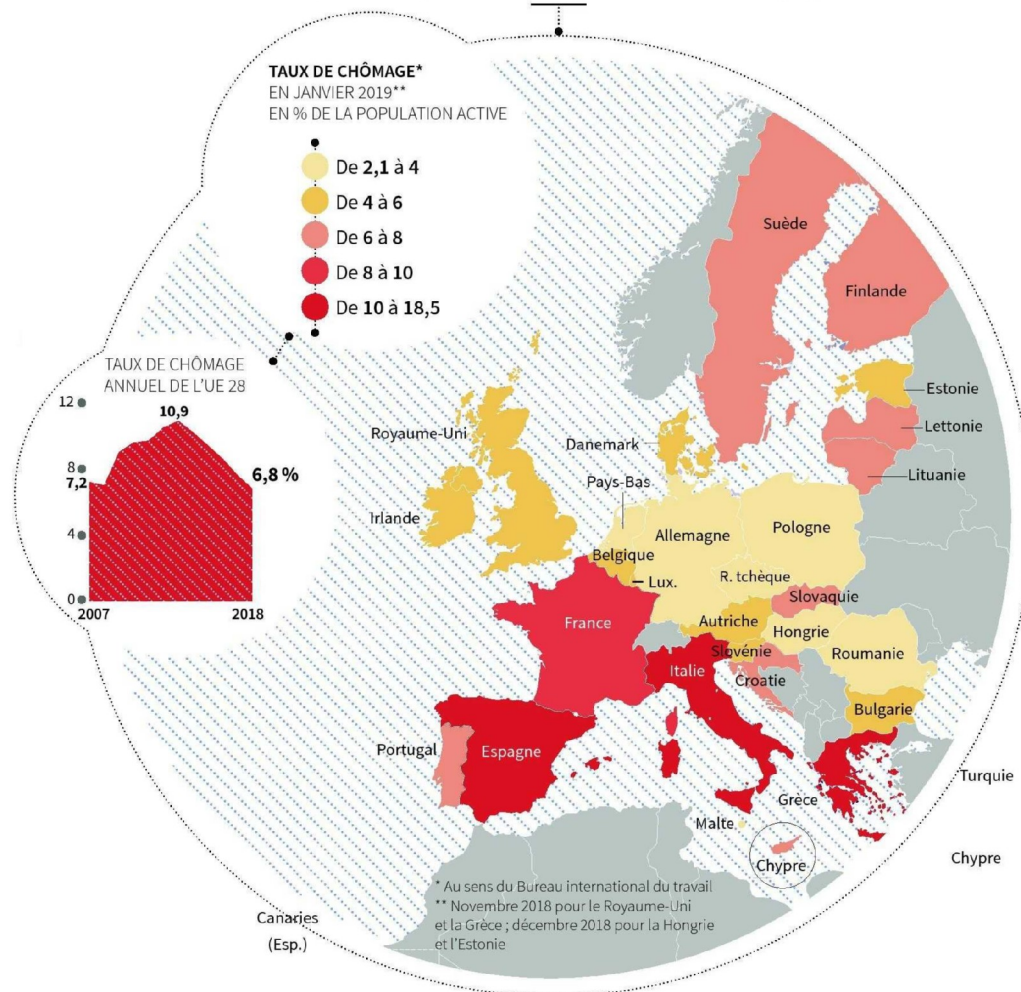 TAUX DE CHÔMAGE*
EN JANVIER 2019**
EN % DE LA POPULATION ACTIVE
De 2,1 à 4
De 4 à 6
De 6 à 8
De 8 à 10
De 10 à 18,5
TAUX DE CHÔMAGE
ANNUEL DE L'UE 28
12
10,9
8
7,2
6,8 %
4
0
2007
2018
Suède
Finlande
Estonie
Lettonie
Lituanie
Royaume-Uni
Danemark
Pays-Bas
Irlande
Allemagne
Pologne
Belgique
Lux.
R. tchèque
Slovaquie
France
Autriche
Hongrie
Slovénie
Roumanie
Italie
Croatie
Bulgarie
Portugal
Espagne
Turquie
Grèce
Malte
Chypre
Chypre
Canaries
(Esp.)
* Au sens du Bureau international du travail
** Novembre 2018 pour le Royaume-Uni
et la Grèce ; décembre 2018 pour la Hongrie
et l'Estonie